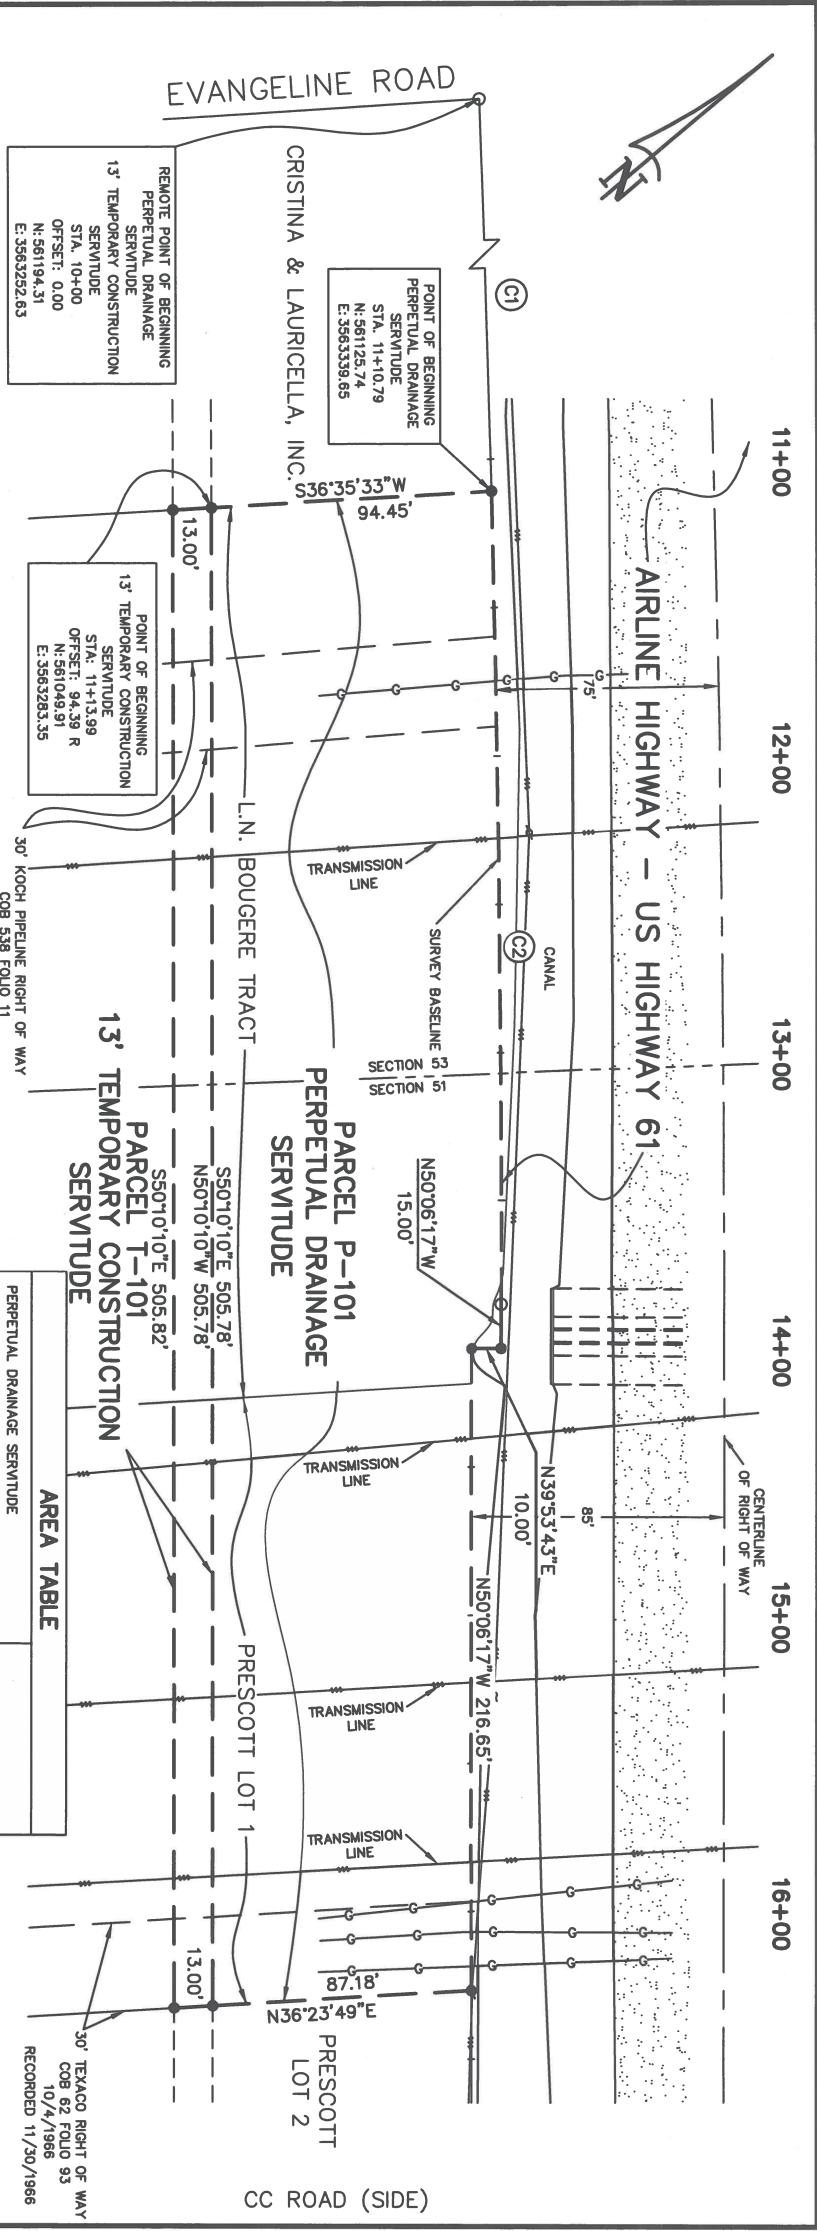 EVANGELINE ROAD
N
11+00
12+00
13+00
14+00
15+00
16+00
AIRLINE HIGHWAY - US HIGHWAY 61
CENTERLINE
OF RIGHT OF WAY
75'
85'
C1
C2
CANAL
POINT OF BEGINNING
PERPETUAL DRAINAGE
SERVITUDE
STA. 11+10.79
N: 561125.74
E: 3563339.65
CRISTINA & LAURICELLA, INC.
S36°35'33"W
94.45'
REMOTE POINT OF BEGINNING
PERPETUAL DRAINAGE
SERVITUDE
13' TEMPORARY CONSTRUCTION
SERVITUDE
STA. 10+00
OFFSET: 0.00
N: 561194.31
E: 3563252.63
13.00'
POINT OF BEGINNING
13' TEMPORARY CONSTRUCTION
SERVITUDE
STA: 11+13.99
OFFSET: 94.39 R
N: 561049.91
E: 3563283.35
G G G G G
TRANSMISSION
LINE
SURVEY BASELINE
SECTION 53
SECTION 51
L.N. BOUGERE TRACT
30' KOCH PIPELINE RIGHT OF WAY
COB 538 FOLIO 11
N50°06'17"W
15.00'
N39°53'43"E
10.00'
N50°06'17"W 216.65'
PARCEL P-101
PERPETUAL DRAINAGE
SERVITUDE
S50°10'10"E 505.78'
N50°10'10"W 505.78'
S50°10'10"E 505.82'
PARCEL T-101
13' TEMPORARY CONSTRUCTION
SERVITUDE
TRANSMISSION
LINE
TRANSMISSION
LINE
TRANSMISSION
LINE
PRESCOTT LOT 1
AREA TABLE
PERPETUAL DRAINAGE SERVITUDE
G G G G G
G G G G
G G G G
87.18'
N36°23'49"E
13.00'
PRESCOTT
LOT 2
30' TEXACO RIGHT OF WAY
COB 62 FOLIO 93
10/4/1966
RECORDED 11/30/1966
CC ROAD (SIDE)